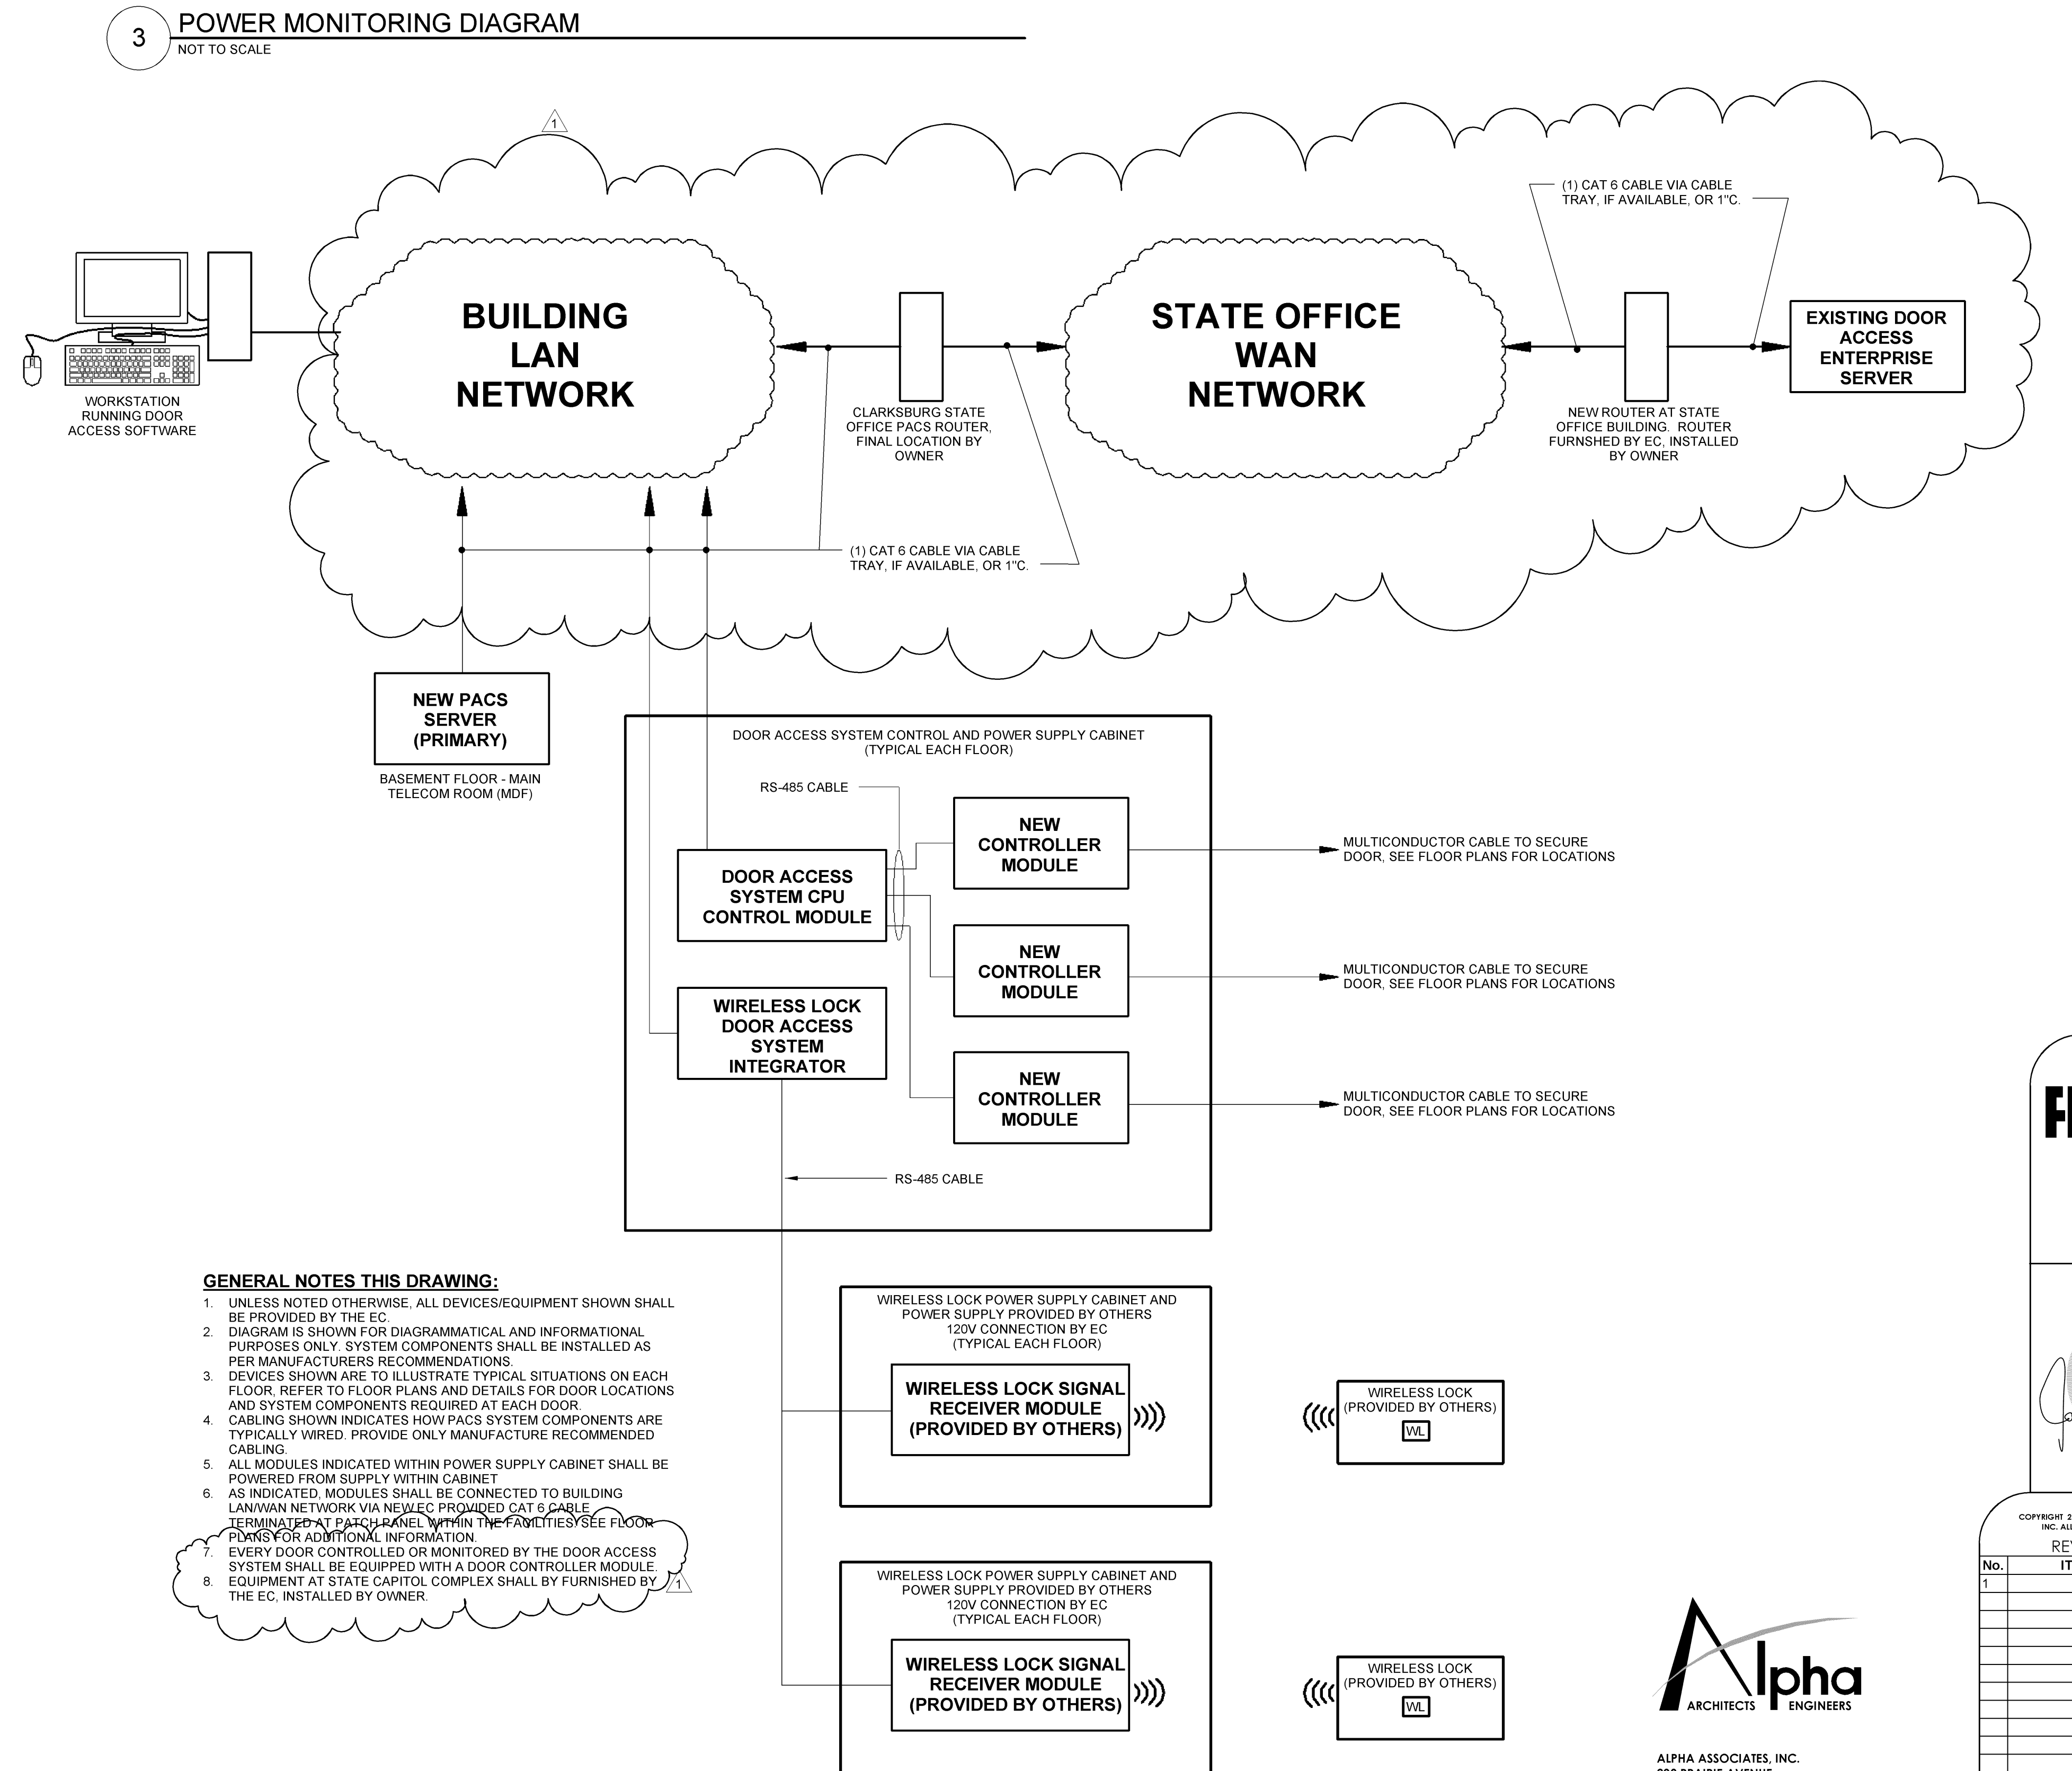 3
POWER MONITORING DIAGRAM
NOT TO SCALE
1
(1) CAT 6 CABLE VIA CABLE
TRAY, IF AVAILABLE, OR 1"C.
WORKSTATION
RUNNING DOOR
ACCESS SOFTWARE
BUILDING
LAN
NETWORK
CLARKSBURG STATE
OFFICE PACS ROUTER,
FINAL LOCATION BY
OWNER
STATE OFFICE
WAN
NETWORK
NEW ROUTER AT STATE
OFFICE BUILDING. ROUTER
FURNSHED BY EC, INSTALLED
BY OWNER
EXISTING DOOR
ACCESS
ENTERPRISE
SERVER
(1) CAT 6 CABLE VIA CABLE
TRAY, IF AVAILABLE, OR 1"C.
NEW PACS
SERVER
(PRIMARY)
BASEMENT FLOOR - MAIN
TELECOM ROOM (MDF)
DOOR ACCESS SYSTEM CONTROL AND POWER SUPPLY CABINET
(TYPICAL EACH FLOOR)
RS-485 CABLE
DOOR ACCESS
SYSTEM CPU
CONTROL MODULE
NEW
CONTROLLER
MODULE
MULTICONDUCTOR CABLE TO SECURE
DOOR, SEE FLOOR PLANS FOR LOCATIONS
NEW
CONTROLLER
MODULE
MULTICONDUCTOR CABLE TO SECURE
DOOR, SEE FLOOR PLANS FOR LOCATIONS
WIRELESS LOCK
DOOR ACCESS
SYSTEM
INTEGRATOR
NEW
CONTROLLER
MODULE
MULTICONDUCTOR CABLE TO SECURE
DOOR, SEE FLOOR PLANS FOR LOCATIONS
RS-485 CABLE
GENERAL NOTES THIS DRAWING:
1. UNLESS NOTED OTHERWISE, ALL DEVICES/EQUIPMENT SHOWN SHALL
BE PROVIDED BY THE EC.
2. DIAGRAM IS SHOWN FOR DIAGRAMMATICAL AND INFORMATIONAL
PURPOSES ONLY. SYSTEM COMPONENTS SHALL BE INSTALLED AS
PER MANUFACTURERS RECOMMENDATIONS.
3. DEVICES SHOWN ARE TO ILLUSTRATE TYPICAL SITUATIONS ON EACH
FLOOR, REFER TO FLOOR PLANS AND DETAILS FOR DOOR LOCATIONS
AND SYSTEM COMPONENTS REQUIRED AT EACH DOOR.
4. CABLING SHOWN INDICATES HOW PACS SYSTEM COMPONENTS ARE
TYPICALLY WIRED. PROVIDE ONLY MANUFACTURE RECOMMENDED
CABLING.
5. ALL MODULES INDICATED WITHIN POWER SUPPLY CABINET SHALL BE
POWERED FROM SUPPLY WITHIN CABINET
6. AS INDICATED, MODULES SHALL BE CONNECTED TO BUILDING
LAN/WAN NETWORK VIA NEW EC PROVIDED CAT 6 CABLE
TERMINATED AT PATCH PANEL WITHIN THE FACILITIES, SEE FLOOR
PLANS FOR ADDITIONAL INFORMATION.
7. EVERY DOOR CONTROLLED OR MONITORED BY THE DOOR ACCESS
SYSTEM SHALL BE EQUIPPED WITH A DOOR CONTROLLER MODULE.
8. EQUIPMENT AT STATE CAPITOL COMPLEX SHALL BY FURNISHED BY
THE EC, INSTALLED BY OWNER.
1
WIRELESS LOCK POWER SUPPLY CABINET AND
POWER SUPPLY PROVIDED BY OTHERS
120V CONNECTION BY EC
(TYPICAL EACH FLOOR)
WIRELESS LOCK SIGNAL
RECEIVER MODULE
(PROVIDED BY OTHERS)
WIRELESS LOCK
(PROVIDED BY OTHERS)
WL
WIRELESS LOCK POWER SUPPLY CABINET AND
POWER SUPPLY PROVIDED BY OTHERS
120V CONNECTION BY EC
(TYPICAL EACH FLOOR)
WIRELESS LOCK SIGNAL
RECEIVER MODULE
(PROVIDED BY OTHERS)
WIRELESS LOCK
(PROVIDED BY OTHERS)
WL
Alpha
ARCHITECTS ENGINEERS
ALPHA ASSOCIATES, INC.
COPYRIGHT
INC.
No.
1